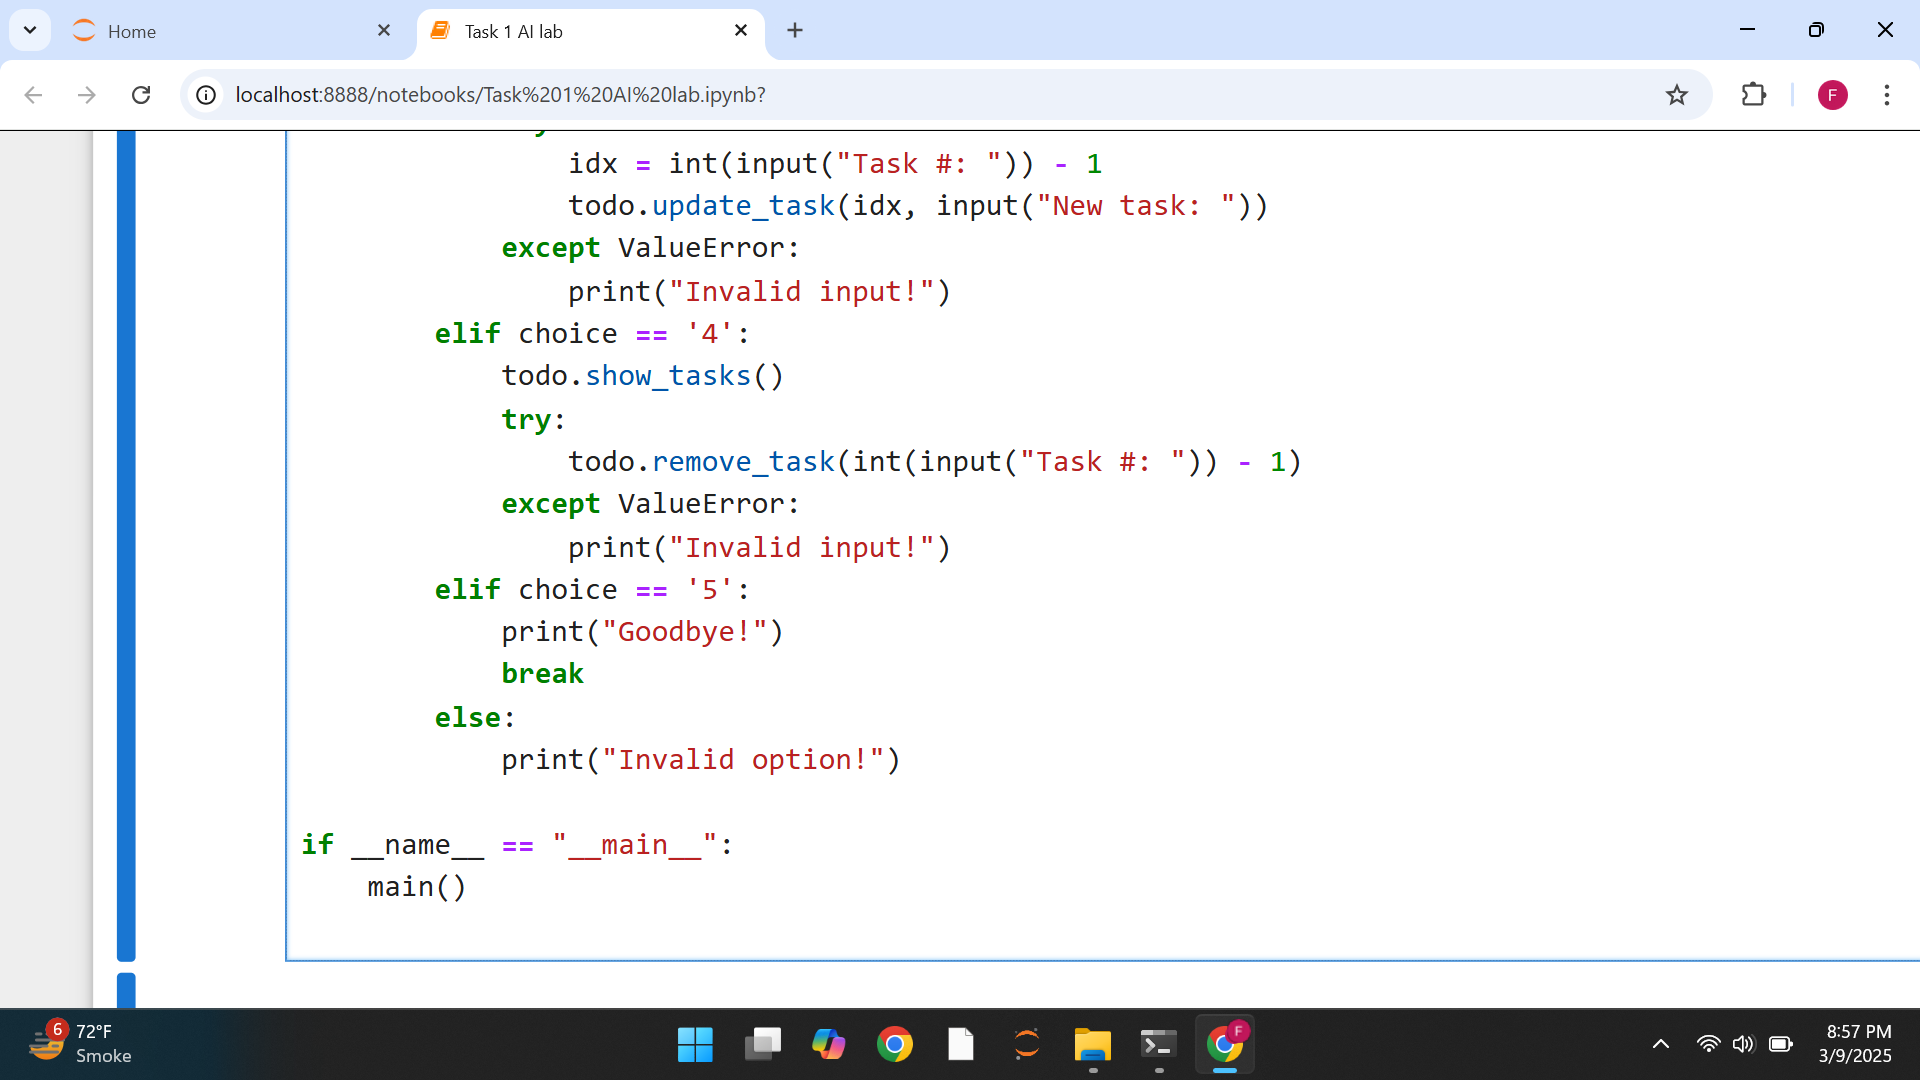 Home
Task 1 AI lab
localhost:8888/notebooks/Task%201%20AI%20lab.ipynb?
F
idx = int(input("Task #: ")) - 1
todo.update_task(idx, input("New task: "))
except ValueError:
print("Invalid input!")
elif choice == '4':
todo.show_tasks()
try:
todo.remove_task(int(input("Task #: ")) - 1)
except ValueError:
print("Invalid input!")
elif choice == '5':
print("Goodbye!")
break
else:
print("Invalid option!")
if __name__ == "__main__":
main()
6
72°F
Smoke
F
8:57 PM
3/9/2025